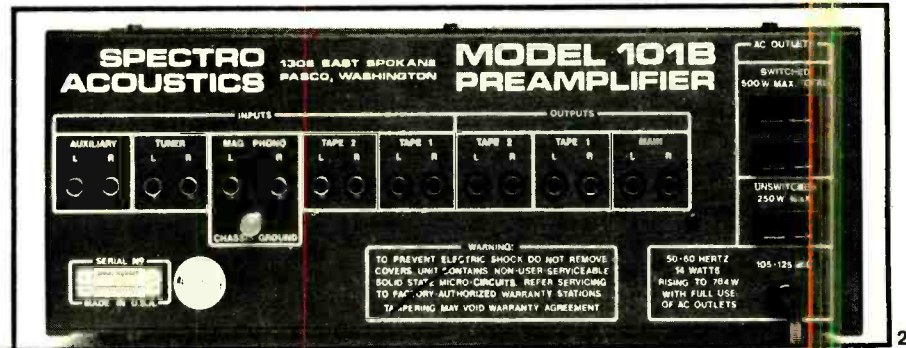 SPECTRO
ACOUSTICS
1309 EAST SPOKANE
PASCO, WASHINGTON
MODEL 101B
PREAMPLIFIER
AC OUTLETS
SWITCHED
500 W MAX. TOTAL
INPUTS
OUTPUTS
AUXILIARY
TUNER
MAG PHONO
TAPE 2
TAPE 1
TAPE 2
TAPE 1
MAIN
L R
L R
L R
L R
L R
L R
L R
L R
UNSWITCHED
250 W MAX
CHASSIS GROUND
SERIAL Nº
MADE IN U.S.A.
WARNING:
TO PREVENT ELECTRIC SHOCK DO NOT REMOVE
COVERS. UNIT CONTAINS NON-USER-SERVICEABLE
SOLID STATE MICRO-CIRCUITS. REFER SERVICING
TO FACTORY-AUTHORIZED WARRANTY STATIONS
TAMPERING MAY VOID WARRANTY AGREEMENT
50-60 HERTZ
14 WATTS
RISING TO 764W
WITH FULL USE
OF AC OUTLETS
105-125
2